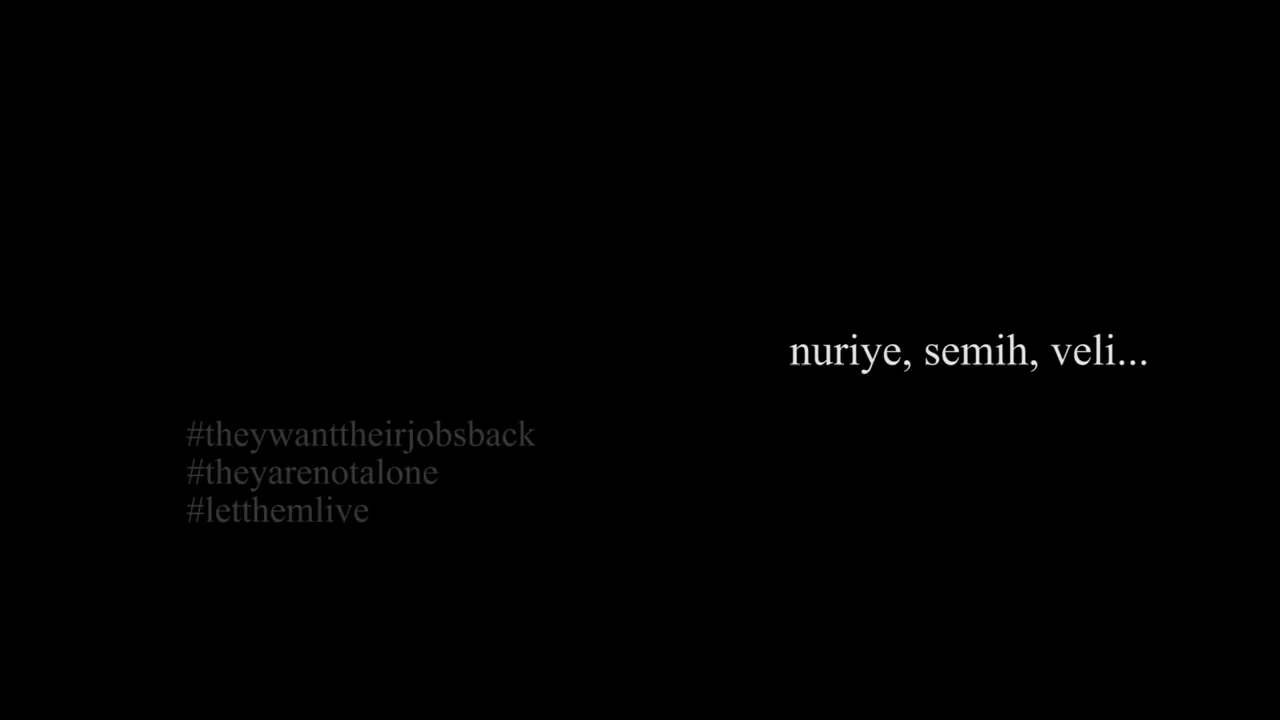 nuriye, semih, veli...
#theywanttheirjobsback
#theyarenotalone
#letthemlive